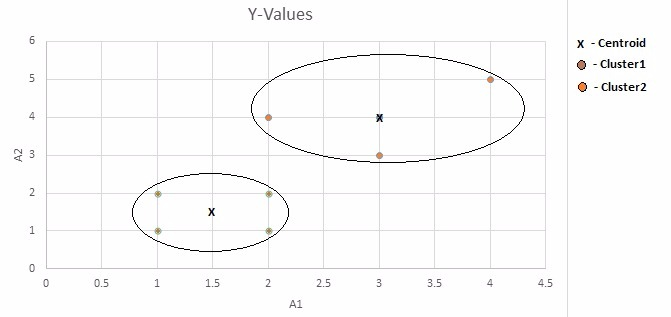 Y-Values
X - Centroid
- Cluster1
- Cluster2
6
5
4
3
2
1
0
A2
X
X
0 0.5 1 1.5 2 2.5 3 3.5 4 4.5
A1